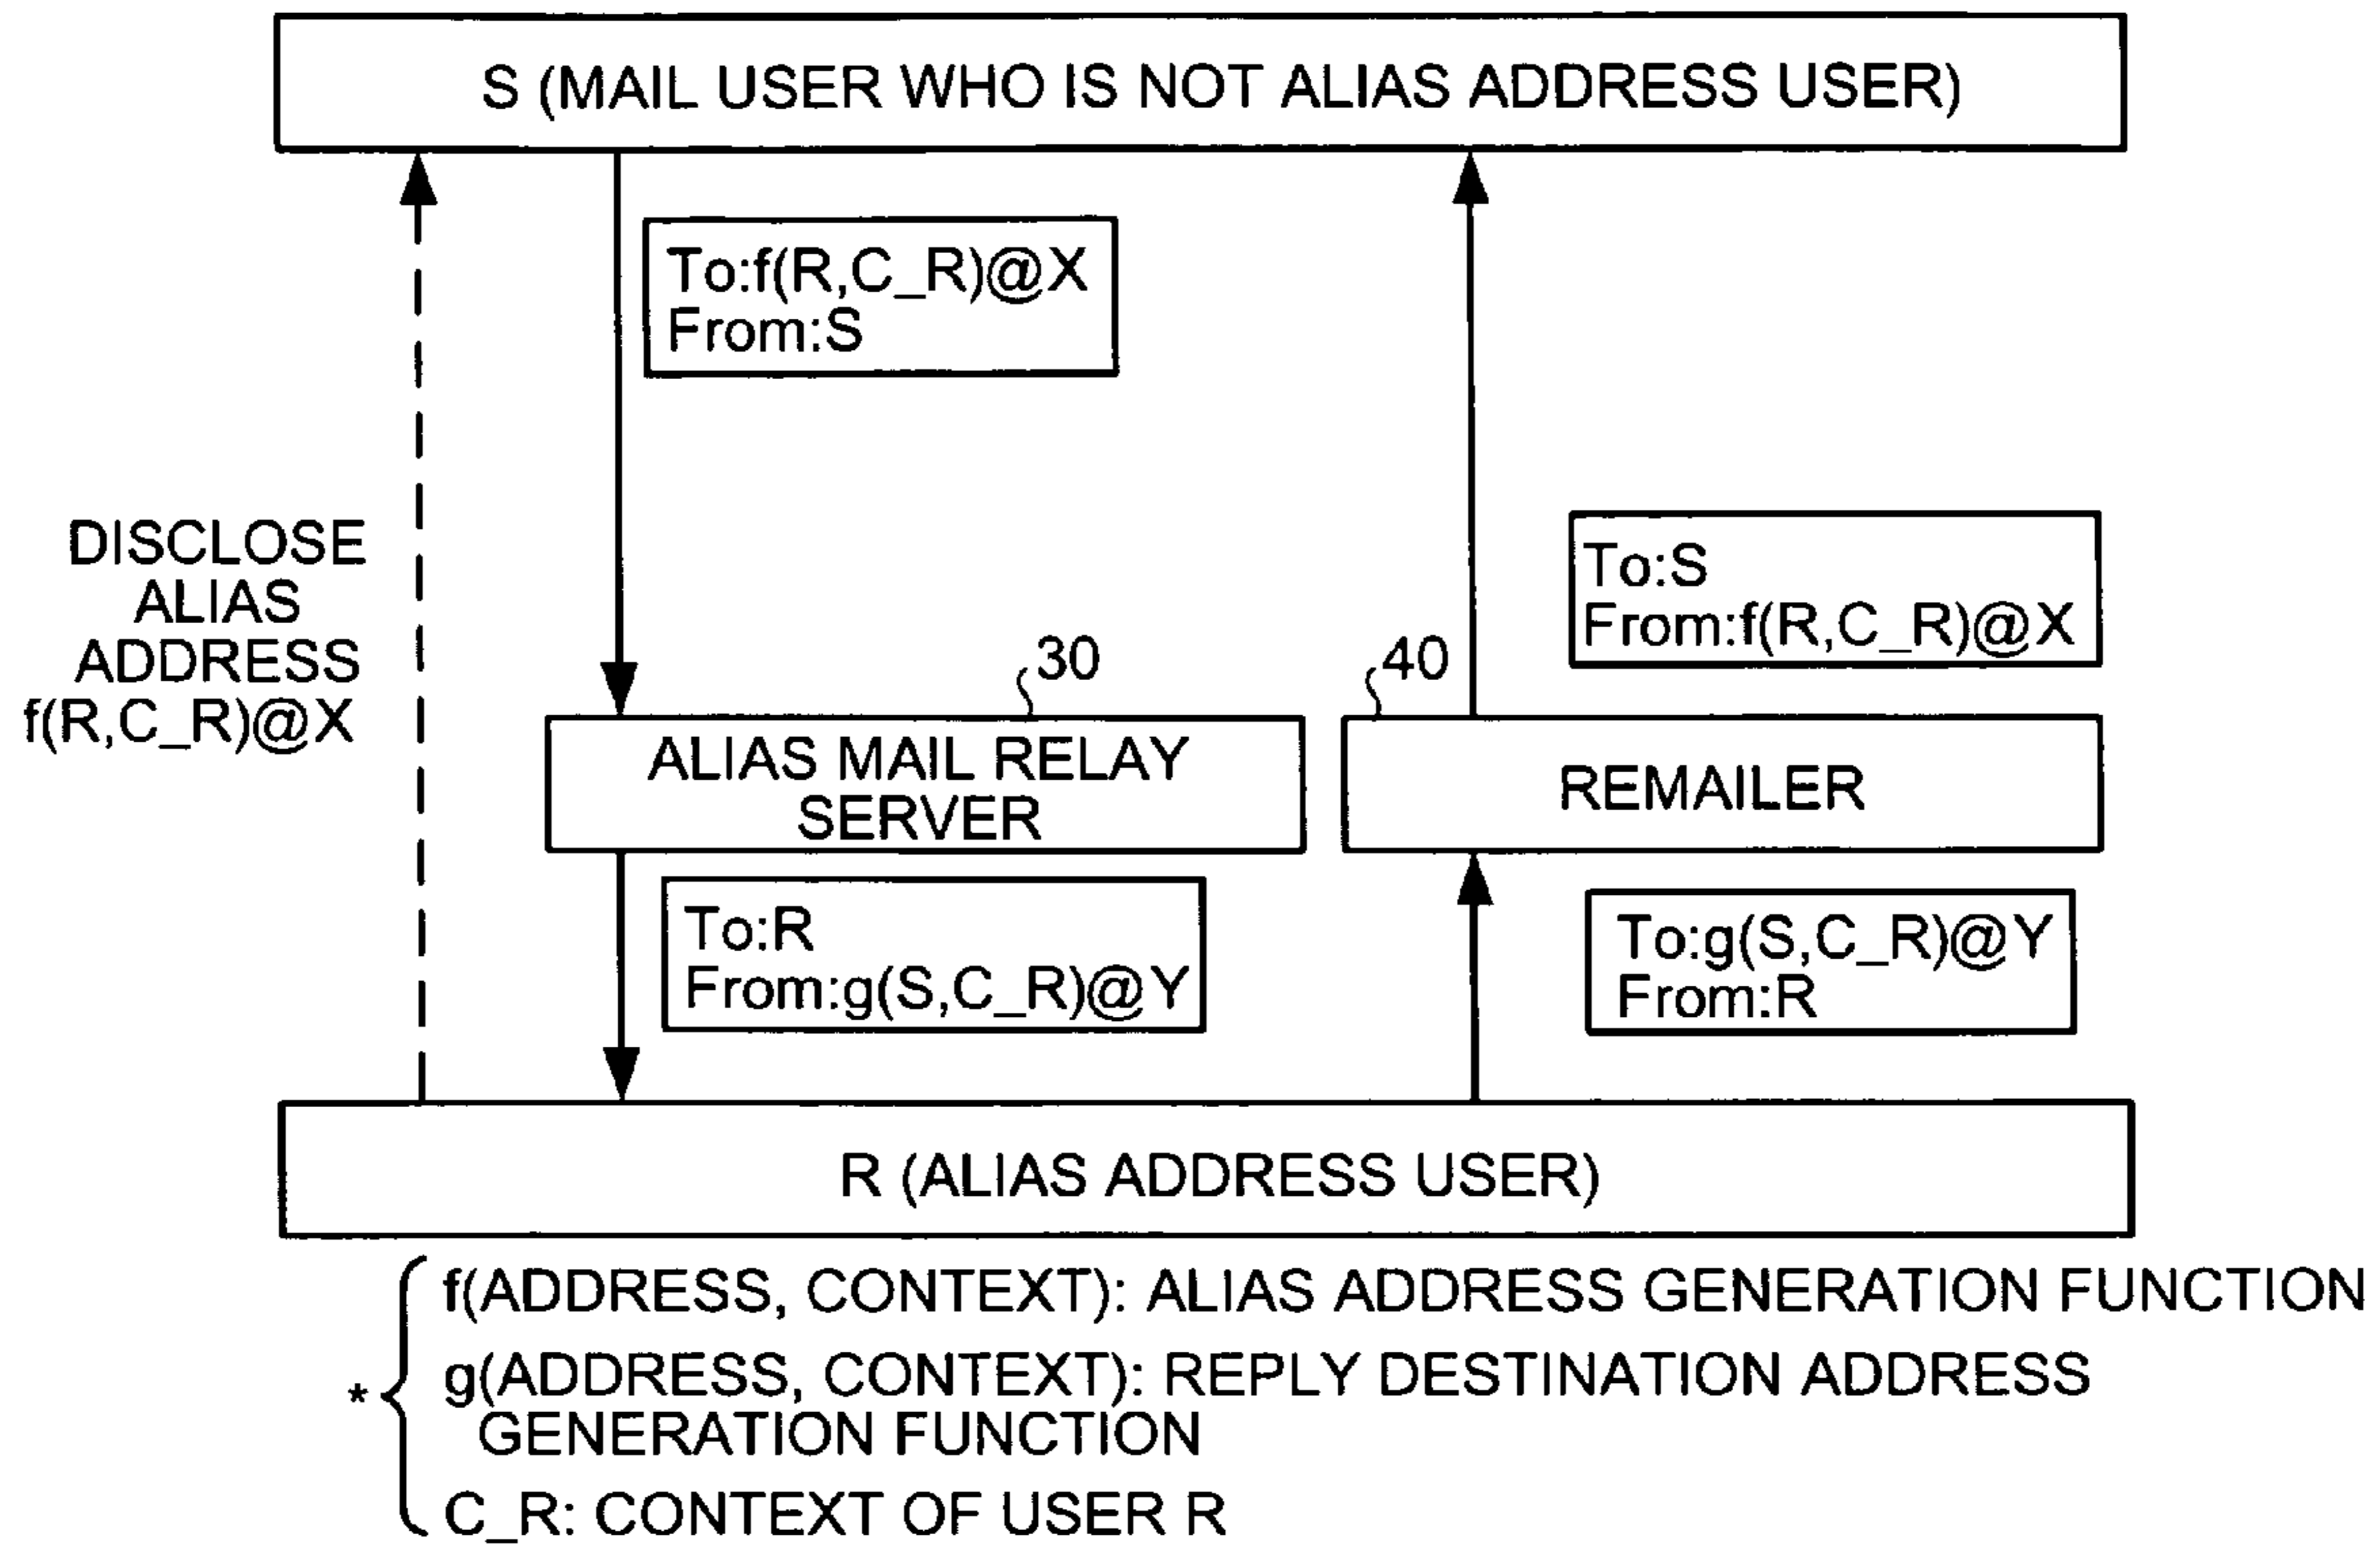 S (MAIL USER WHO IS NOT ALIAS ADDRESS USER)
To:f(R,C_R)@X
From:S
DISCLOSE
ALIAS
ADDRESS
f(R,C_R)@X
To:S
From:f(R,C_R)@X
30
40
ALIAS MAIL RELAY
SERVER
REMAILER
To:R
From:g(S,C_R)@Y
To:g(S,C_R)@Y
From:R
R (ALIAS ADDRESS USER)
f(ADDRESS, CONTEXT): ALIAS ADDRESS GENERATION FUNCTION
* g(ADDRESS, CONTEXT): REPLY DESTINATION ADDRESS
GENERATION FUNCTION
C_R: CONTEXT OF USER R